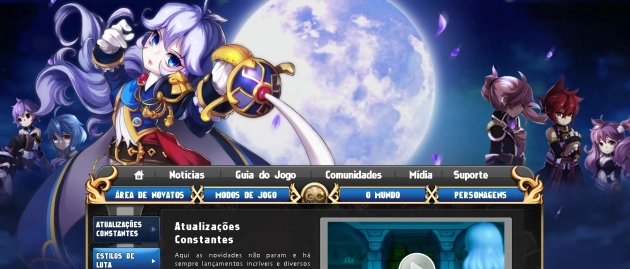 Notícias Guia do Jogo Comunidades Mídia Suporte
ÁREA DE NOVATOS MODOS DE JOGO O MUNDO PERSONAGENS
ATUALIZAÇÕES
CONSTANTES
ESTILOS DE
LUTA
Atualizações
Constantes
Aqui as novidades não param e há
sempre lançamentos incríveis e diversos